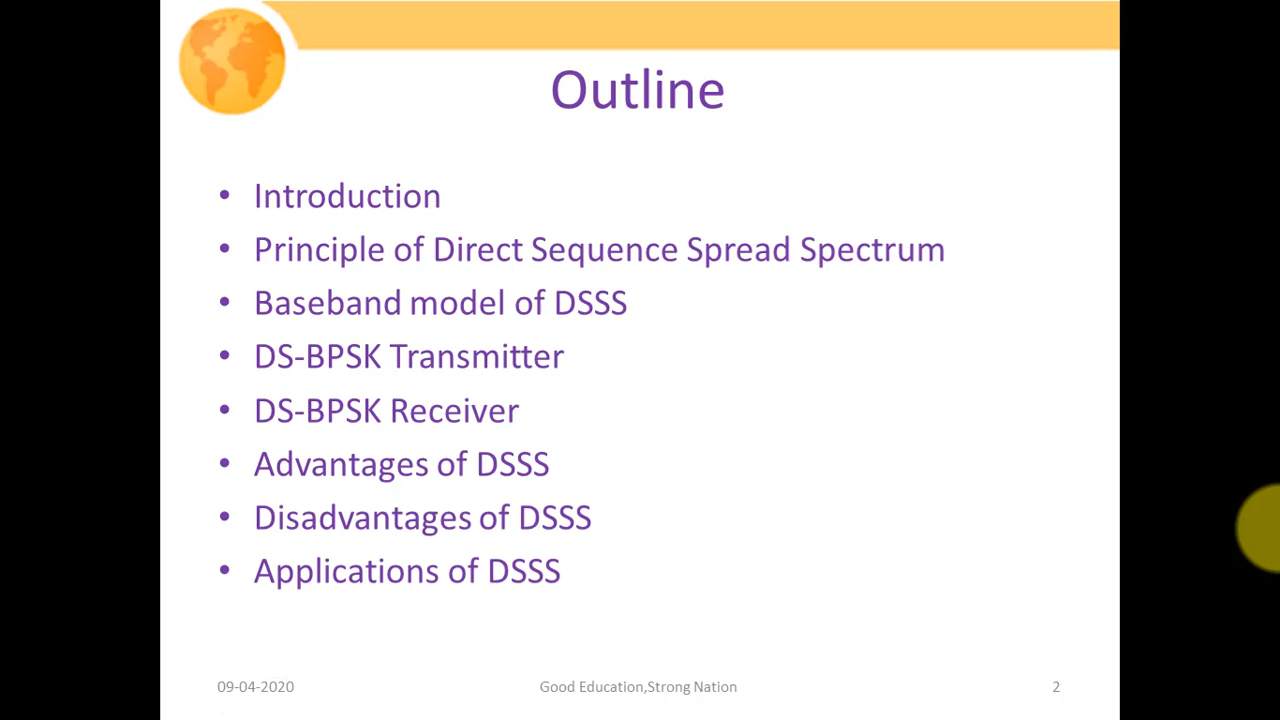 Outline
• Introduction
• Principle of Direct Sequence Spread Spectrum
• Baseband model of DSSS
• DS-BPSK Transmitter
• DS-BPSK Receiver
• Advantages of DSSS
• Disadvantages of DSSS
• Applications of DSSS
09-04-2020 Good Education,Strong Nation 2